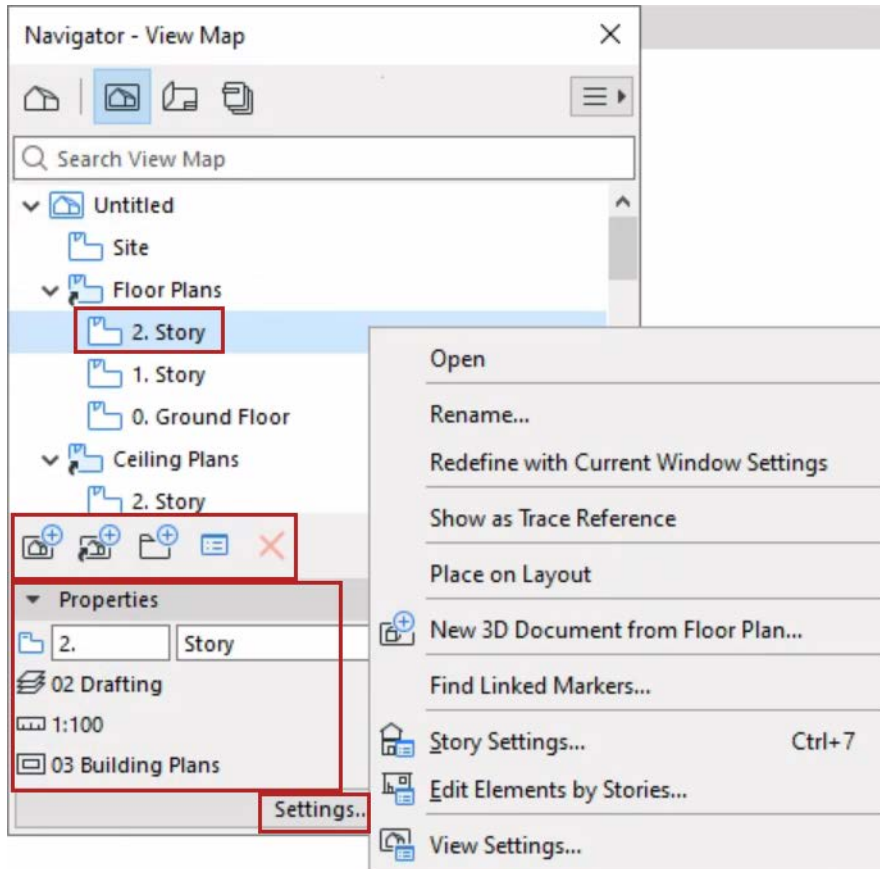 Navigator - View Map
Search View Map
Untitled
Site
Floor Plans
2. Story
1. Story
0. Ground Floor
Ceiling Plans
2. Story
Properties
2. Story
02 Drafting
1:100
03 Building Plans
Settings..
Open
Rename...
Redefine with Current Window Settings
Show as Trace Reference
Place on Layout
New 3D Document from Floor Plan...
Find Linked Markers...
Story Settings... Ctrl+7
Edit Elements by Stories...
View Settings...